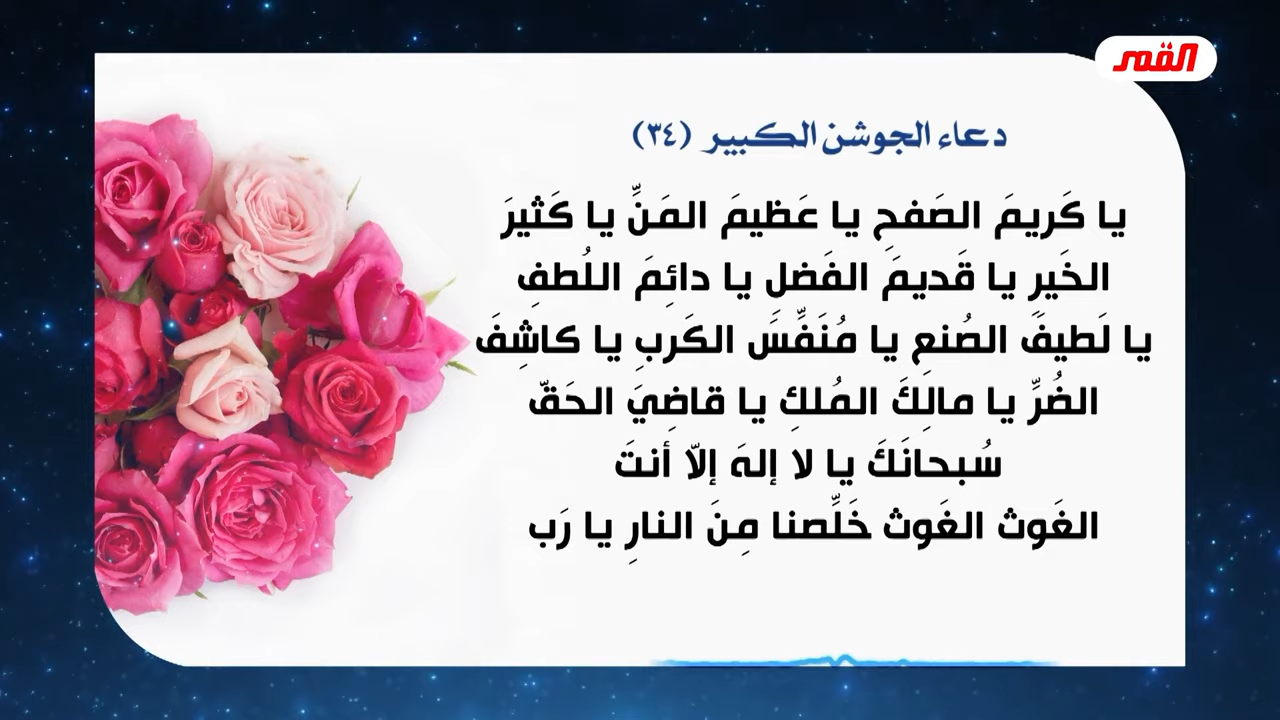 القمر
دعاء الجوشن الكبير (٣٤)
يا كَريمَ الصَفحِ يا عَظيمَ المَنِّ يا كَثيرَ
الخَيرِ يا قَديمَ الفَضل يا دائِمَ اللُطفِ
يا لَطيفَ الصُنعِ يا مُنَفِّسَ الكَربِ يا كاشِفَ
الضُرِّ يا مالِكَ المُلكِ يا قاضِيَ الحَقّ
سُبحانَكَ يا لا إلهَ إلاّ أنتَ
الغَوث الغَوث خَلِّصنا مِنَ النارِ يا رَب